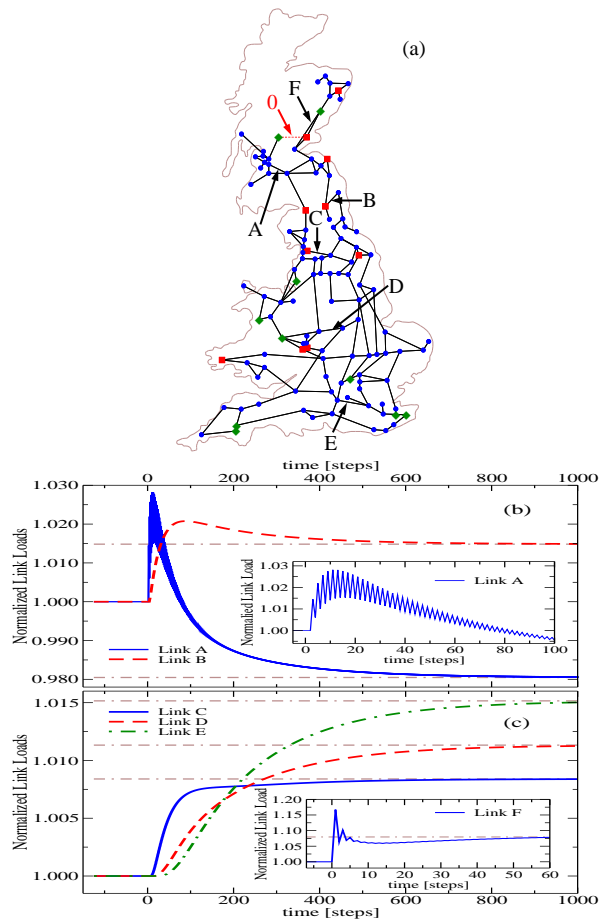 (a)
F
0
A
B
C
D
E
time [steps]
0 200 400 600 800 1000
Normalized Link Loads
1.030
1.020
1.010
1.000
0.990
0.980
(b)
Link A
Link B
Normalied Link Load
1.03
1.02
1.01
1.00
Link A
0 20 40 60 80 100
time [steps]
Normalized Link Loads
1.015
1.010
1.005
1.000
(c)
Link C
Link D
Link E
Normalized Link Load
1.20
1.15
1.10
1.05
1.00
Link F
0 10 20 30 40 50 60
time [steps]
0 200 400 600 800 1000
time [steps]